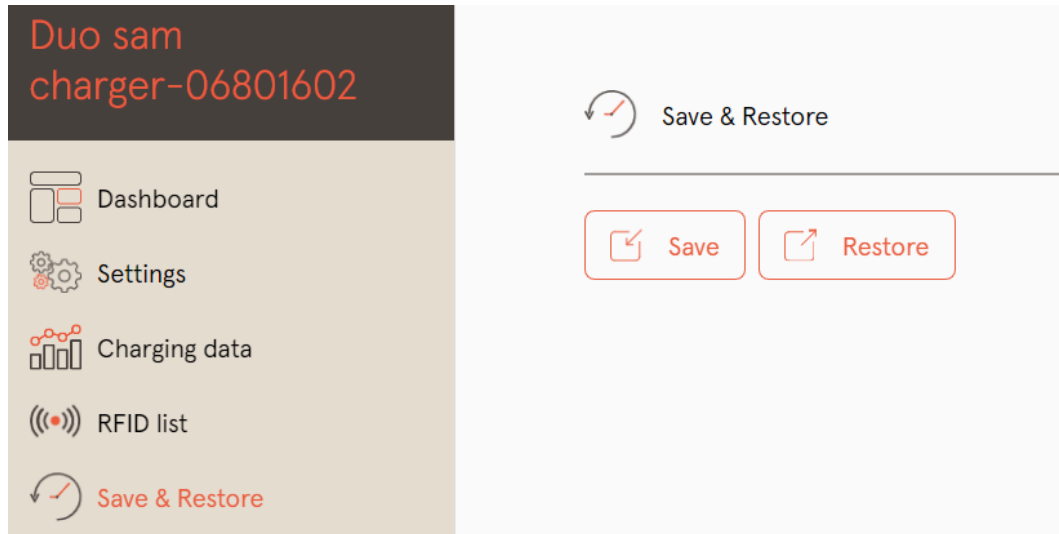 Duo sam
charger-06801602
Dashboard
Settings
Charging data
RFID list
Save & Restore
Save & Restore
Save
Restore